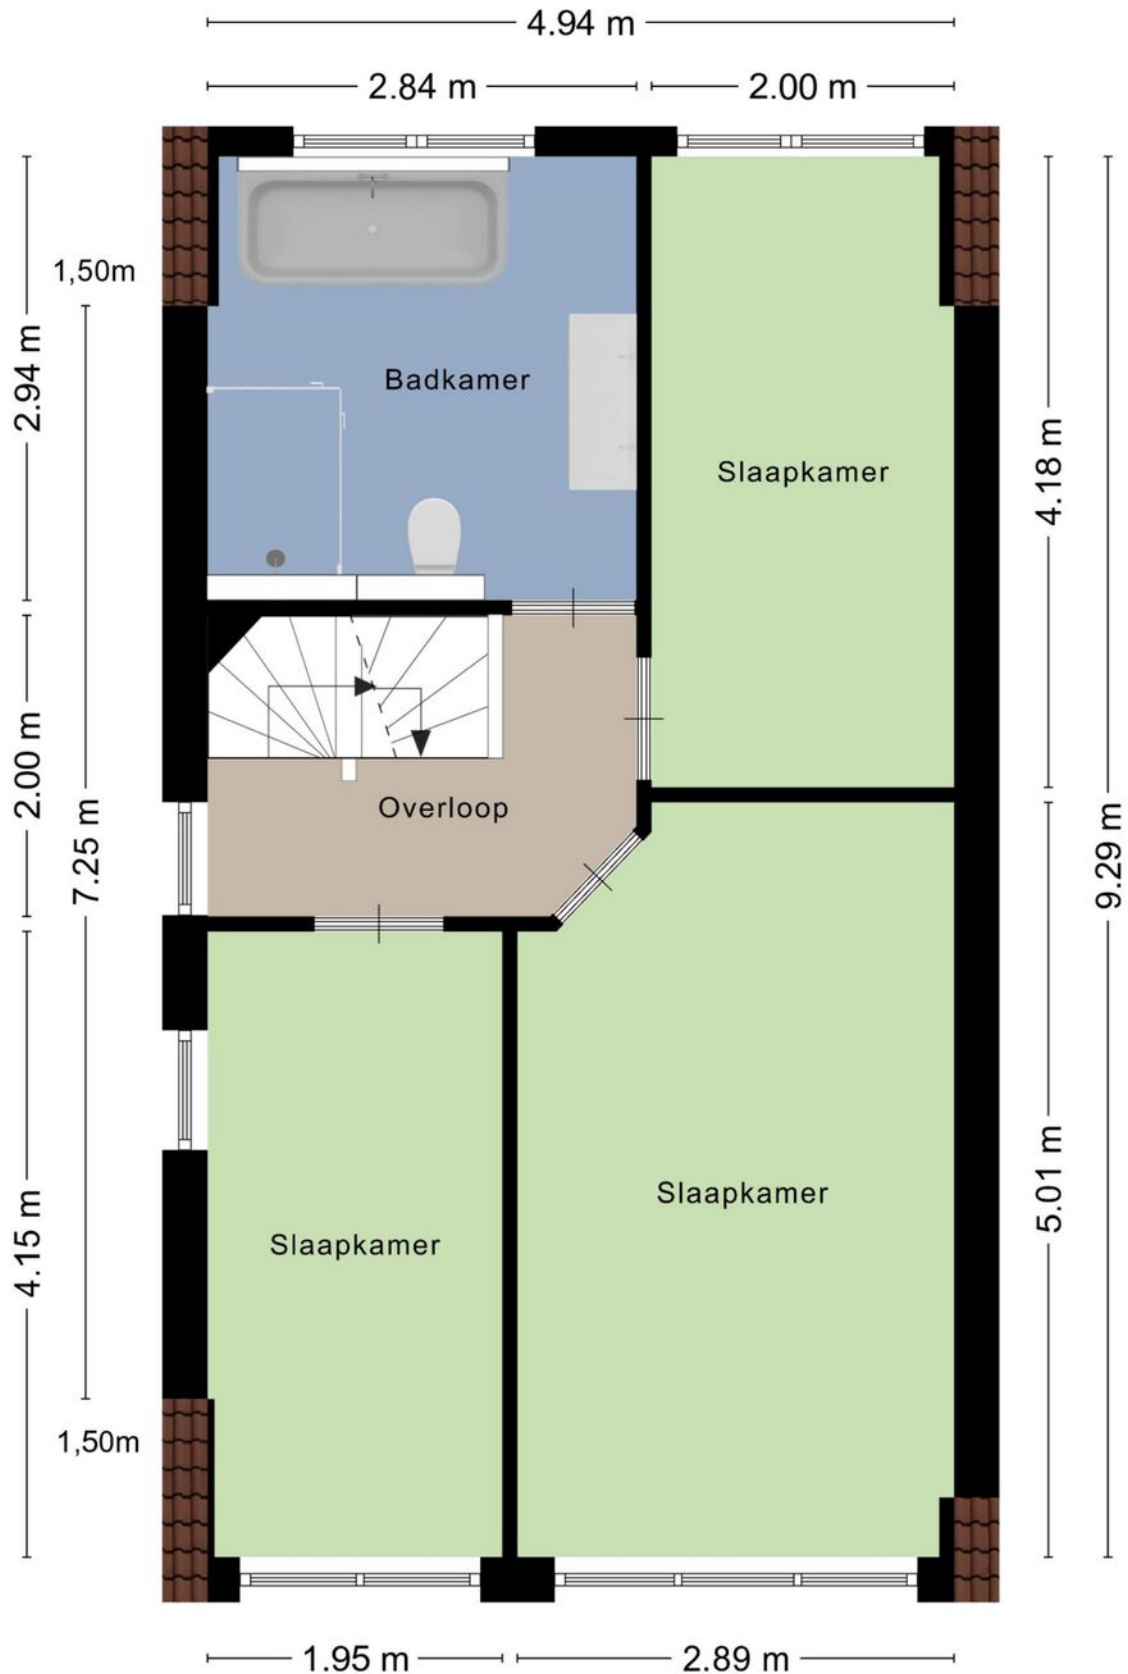 4.94 m
2.84 m
2.00 m
1,50m
2.94 m
Badkamer
Slaapkamer
4.18 m
2.00 m
7.25 m
Overloop
9.29 m
4.15 m
Slaapkamer
Slaapkamer
5.01 m
1,50m
1.95 m
2.89 m